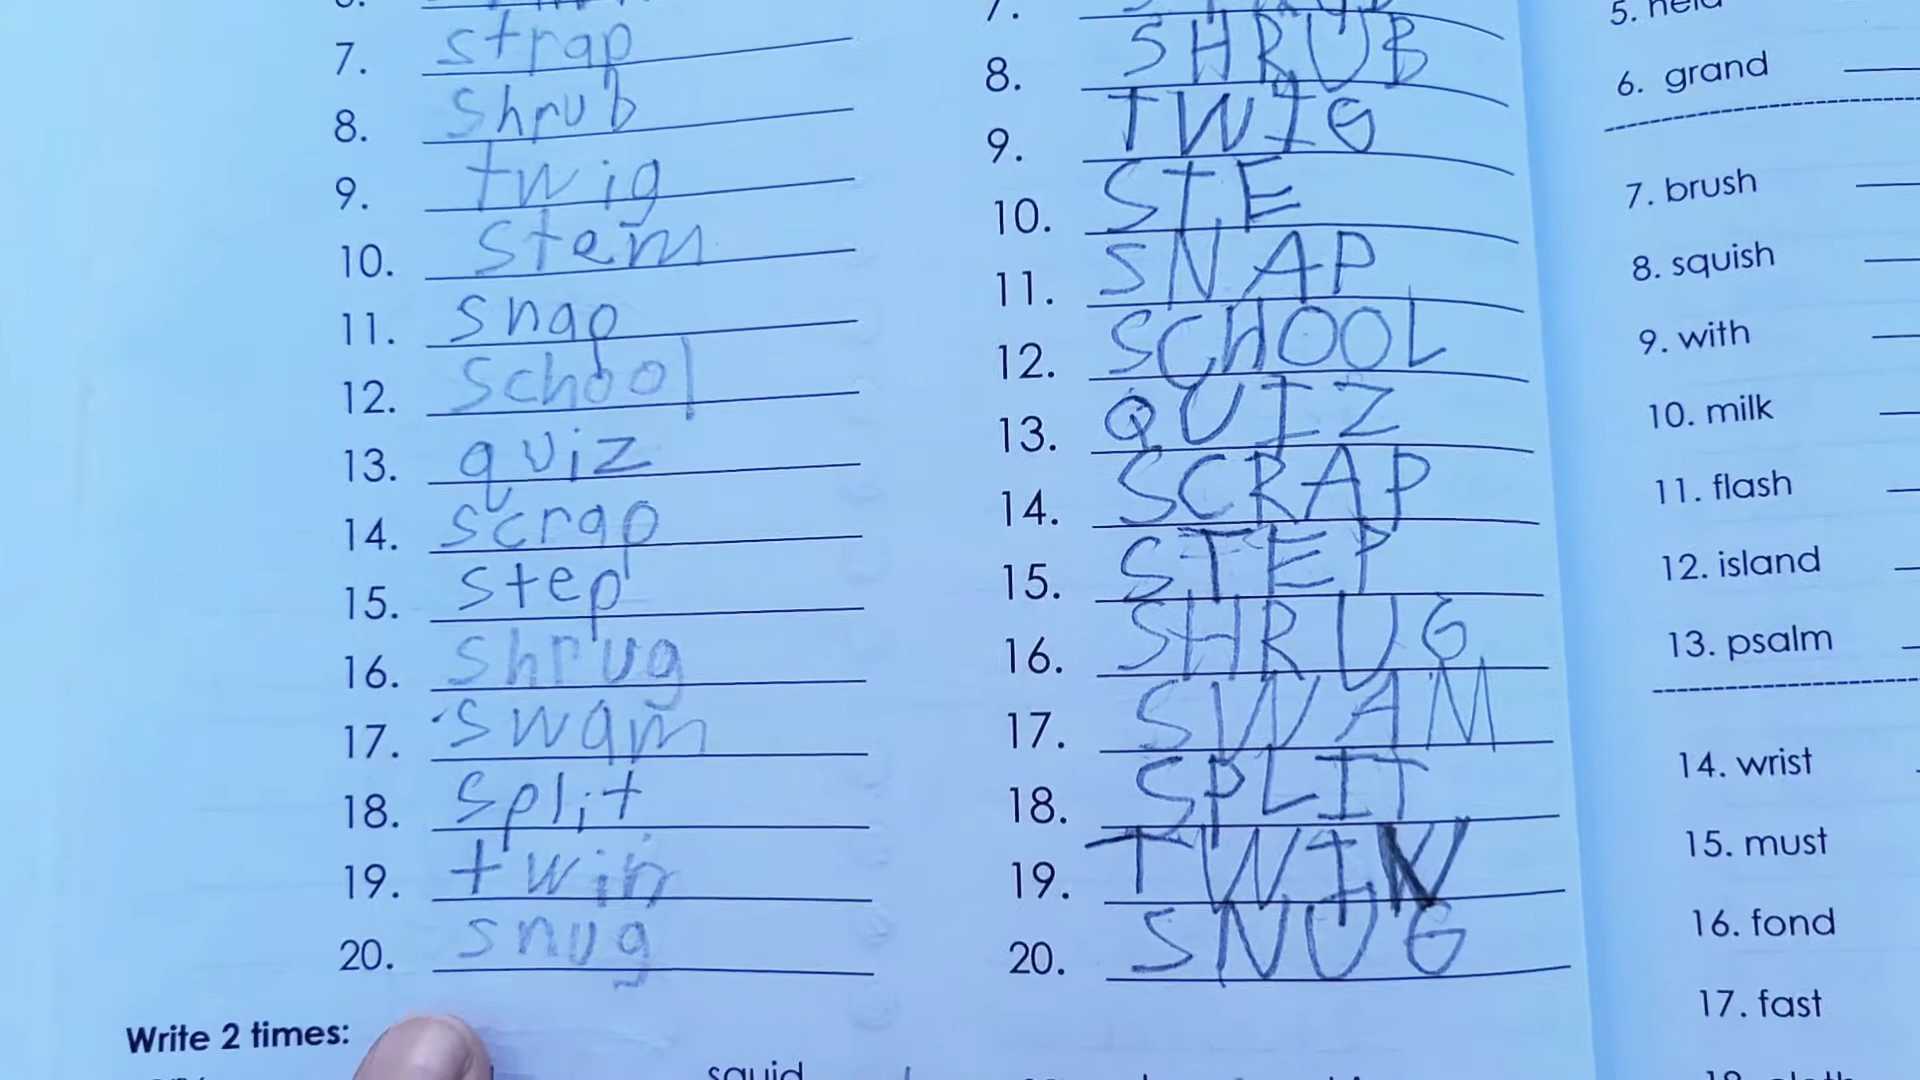 7. strap
8. shrub
9. twig
10. stem
11. snap
12. school
13. quiz
14. scrap
15. step
16. shrug
17. swam
18. split
19. twin
20. snug
Write 2 times:
squid
7.
8. SHRUB
9. TWIG
10. STE
11. SNAP
12. SCHOOL
13. QUIZ
14. SCRAP
15. STEP
16. SHRUG
17. SWAM
18. SPLIT
19. TWIN
20. SNUG
5. held
6. grand
7. brush
8. squish
9. with
10. milk
11. flash
12. island
13. psalm
14. wrist
15. must
16. fond
17. fast